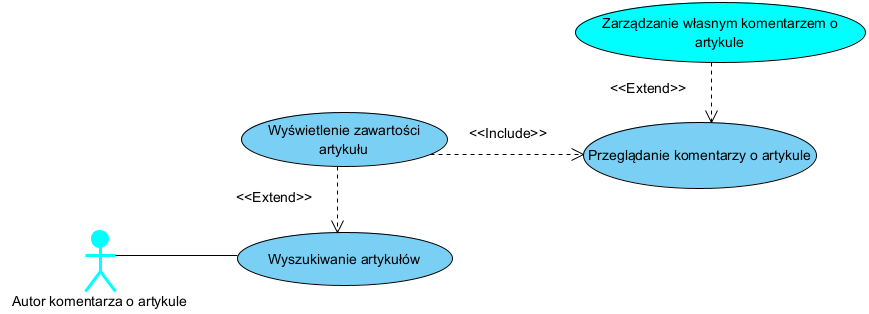 Zarządzanie własnym komentarzem o
artykule
<<Extend>>
Wyświetlenie zawartości
artykułu
<<Include>>
Przeglądanie komentarzy o artykule
<<Extend>>
Wyszukiwanie artykułów
Autor komentarza o artykule